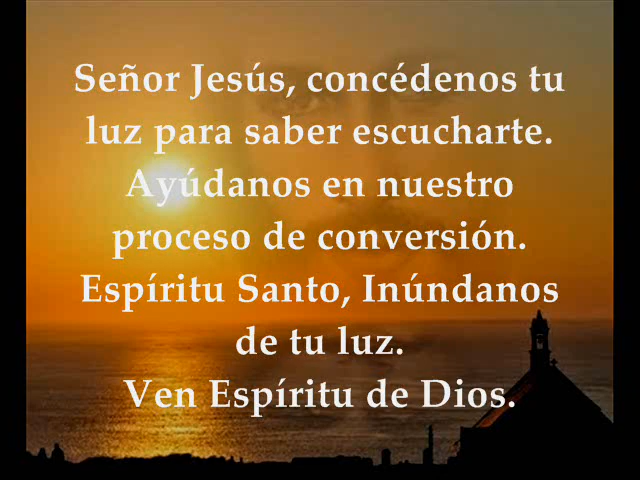 Señor Jesús, concédenos tu
luz para saber escucharte.
Ayúdanos en nuestro
proceso de conversión.
Espíritu Santo, Inúndanos
de tu luz.
Ven Espíritu de Dios.